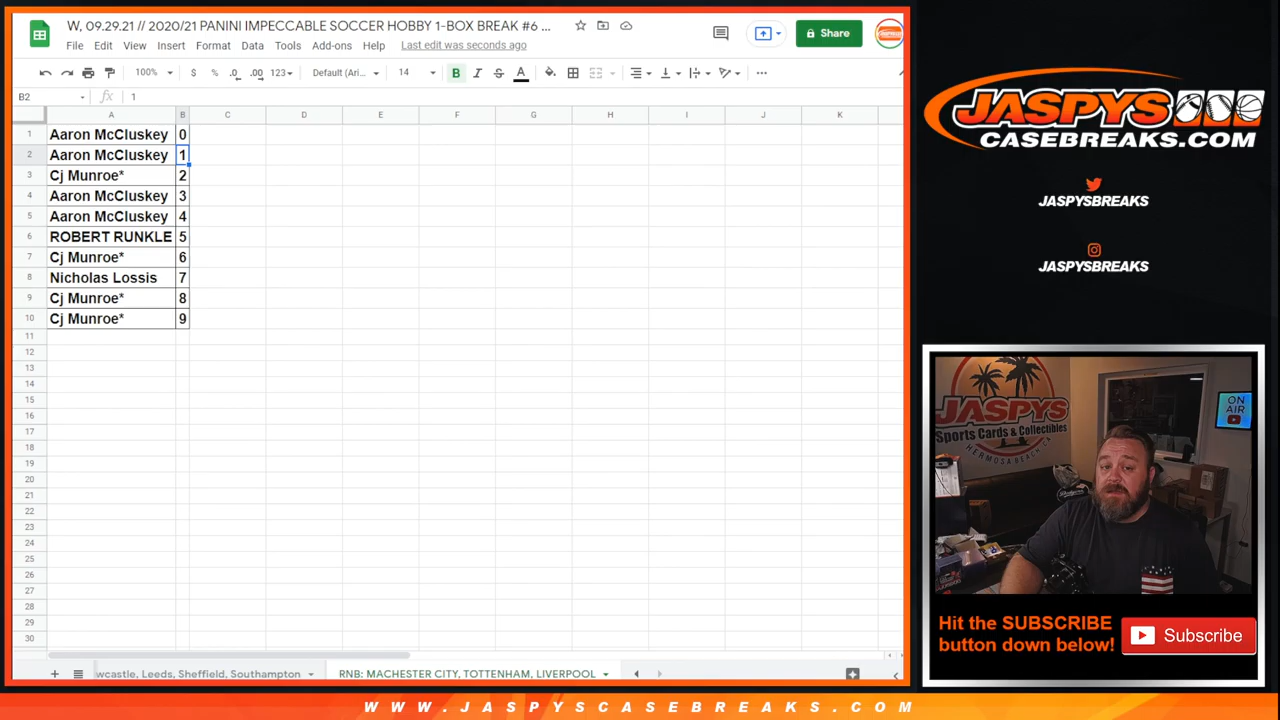 W, 09.29.21 // 2020/21 PANINI IMPECCABLE SOCCER HOBBY 1-BOX BREAK #6 ...
File Edit View Insert Format Data Tools Add-ons Help Last edit was seconds ago
Share
100% $ % .0 .00 123 Default (Ari... 14 B I S A
B2 fx 1
A B C D E F G H I J K
1 Aaron McCluskey 0
2 Aaron McCluskey 1
3 Cj Munroe* 2
4 Aaron McCluskey 3
5 Aaron McCluskey 4
6 ROBERT RUNKLE 5
7 Cj Munroe* 6
8 Nicholas Lossis 7
9 Cj Munroe* 8
10 Cj Munroe* 9
11
12
13
14
15
16
17
18
19
20
21
22
23
24
25
26
27
28
29
30
wcastle, Leeds, Sheffield, Southampton RNB: MACHESTER CITY, TOTTENHAM, LIVERPOOL
JASPYS
CASEBREAKS.COM
JASPYSBREAKS
JASPYSBREAKS
JASPYS
Sports Cards & Collectibles
HERMOSA BEACH, CA
ON
AIR
Hit the SUBSCRIBE
button down below!
Subscribe
WWW.JASPYSCASEBREAKS.COM